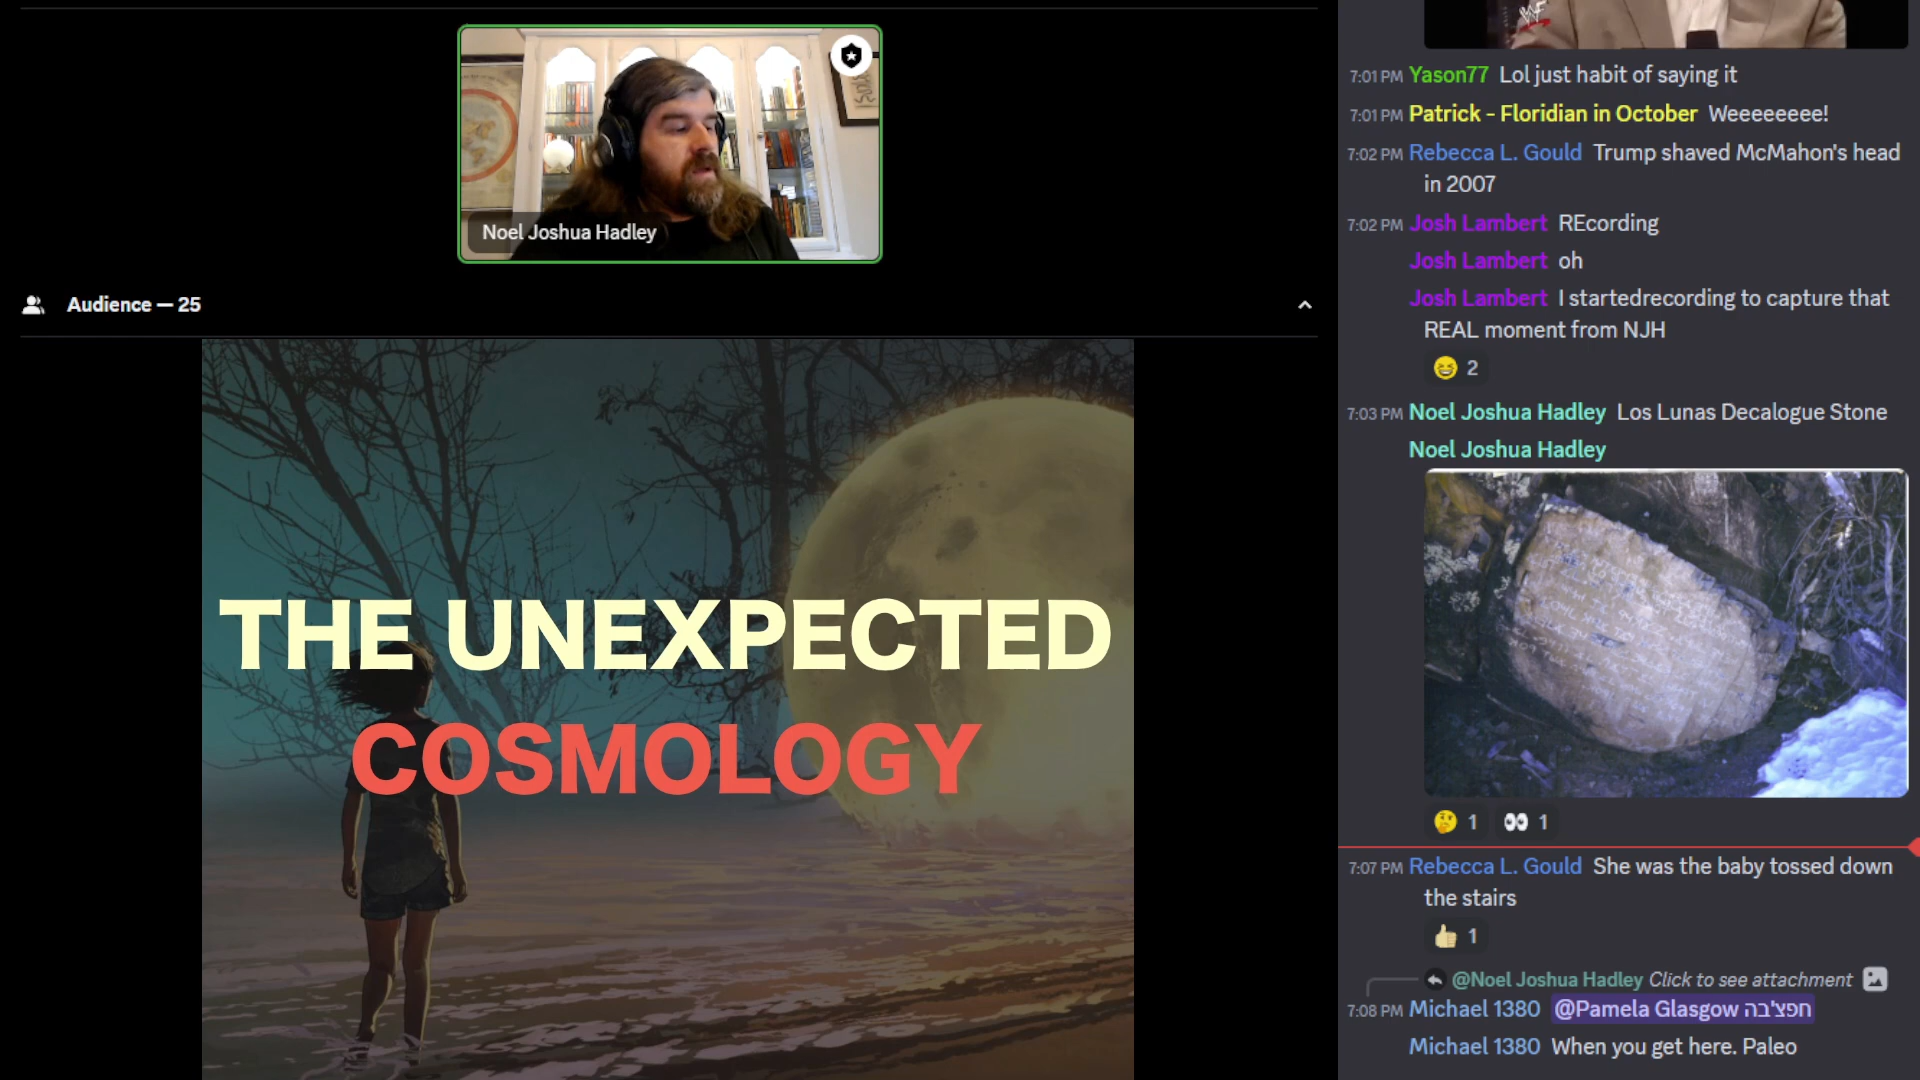 Noel Joshua Hadley
Audience — 25
THE UNEXPECTED
COSMOLOGY
7:01 PM Yason77 Lol just habit of saying it
7:01 PM Patrick - Floridian in October Weeeeeeee!
7:02 PM Rebecca L. Gould Trump shaved McMahon's head
in 2007
7:02 PM Josh Lambert REcording
Josh Lambert oh
Josh Lambert I startedrecording to capture that
REAL moment from NJH
2
7:03 PM Noel Joshua Hadley Los Lunas Decalogue Stone
Noel Joshua Hadley
1 1
7:07 PM Rebecca L. Gould She was the baby tossed down
the stairs
1
@Noel Joshua Hadley Click to see attachment
7:08 PM Michael 1380 @Pamela Glasgow חפצי'בה
Michael 1380 When you get here. Paleo